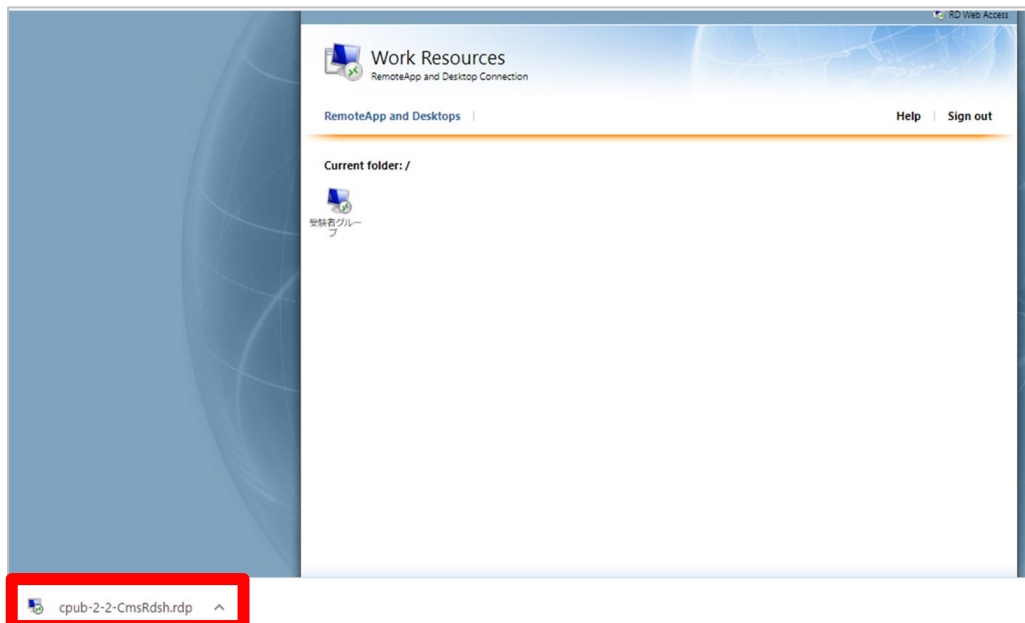 RD Web Access
Work Resources
RemoteApp and Desktop Connection
RemoteApp and Desktops
Help
Sign out
Current folder: /
受験者グルー
プ
cpub-2-2-CmsRdsh.rdp